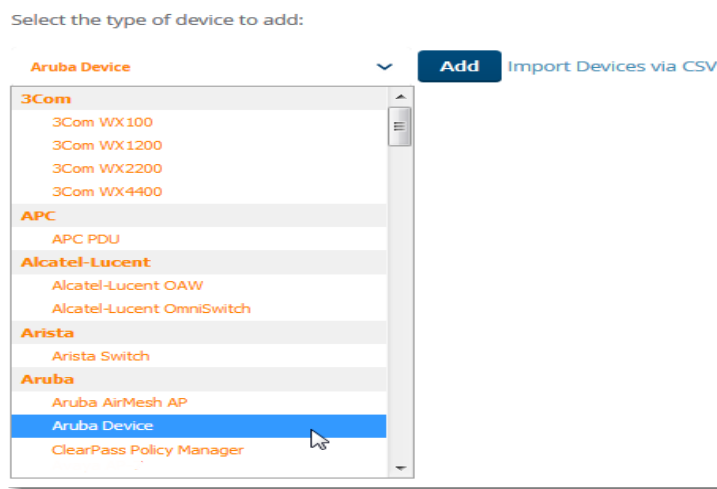 Select the type of device to add:
Aruba Device Add Import Devices via CSV
3Com
3Com WX100
3Com WX1200
3Com WX2200
3Com WX4400
APC
APC PDU
Alcatel-Lucent
Alcatel-Lucent OAW
Alcatel-Lucent OmniSwitch
Arista
Arista Switch
Aruba
Aruba AirMesh AP
Aruba Device
ClearPass Policy Manager